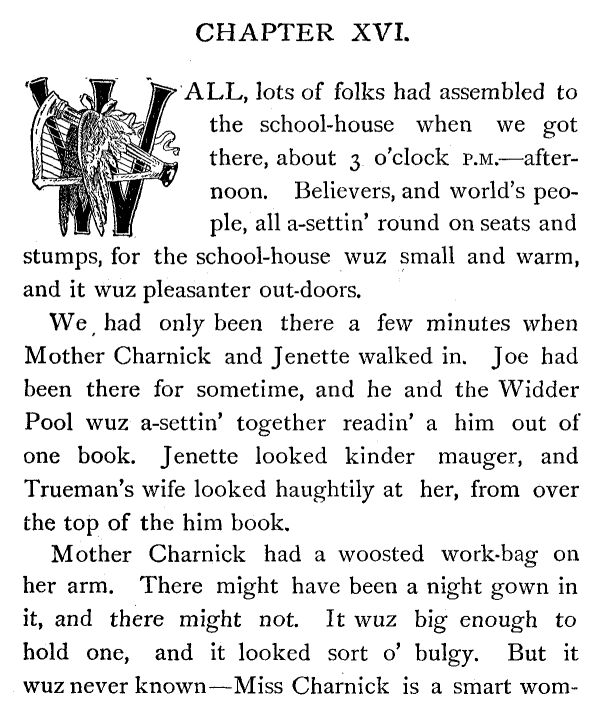 CHAPTER XVI.
WALL, lots of folks had assembled to
the school-house when we got
there, about 3 o'clock P.M.—after-
noon. Believers, and world's peo-
ple, all a-settin' round on seats and
stumps, for the school-house wuz small and warm,
and it wuz pleasanter out-doors.
We had only been there a few minutes when
Mother Charnick and Jenette walked in. Joe had
been there for sometime, and he and the Widder
Pool wuz a-settin' together readin' a him out of
one book. Jenette looked kinder mauger, and
Trueman's wife looked haughtily at her, from over
the top of the him book.
Mother Charnick had a woosted work-bag on
her arm. There might have been a night gown in
it, and there might not. It wuz big enough to
hold one, and it looked sort o' bulgy. But it
wuz never known—Miss Charnick is a smart wom-